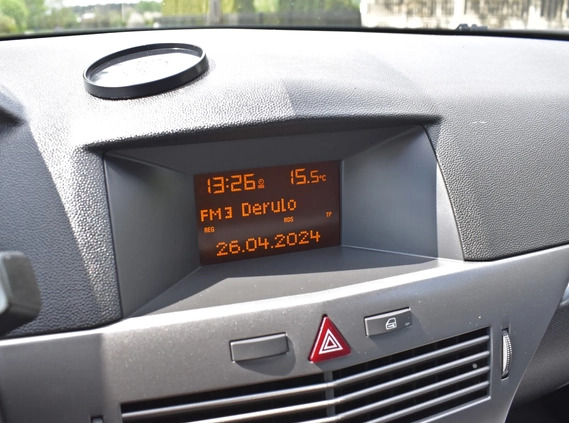 13:26 15.5°C
FM3 Derulo
REG RDS TP
26.04.2024